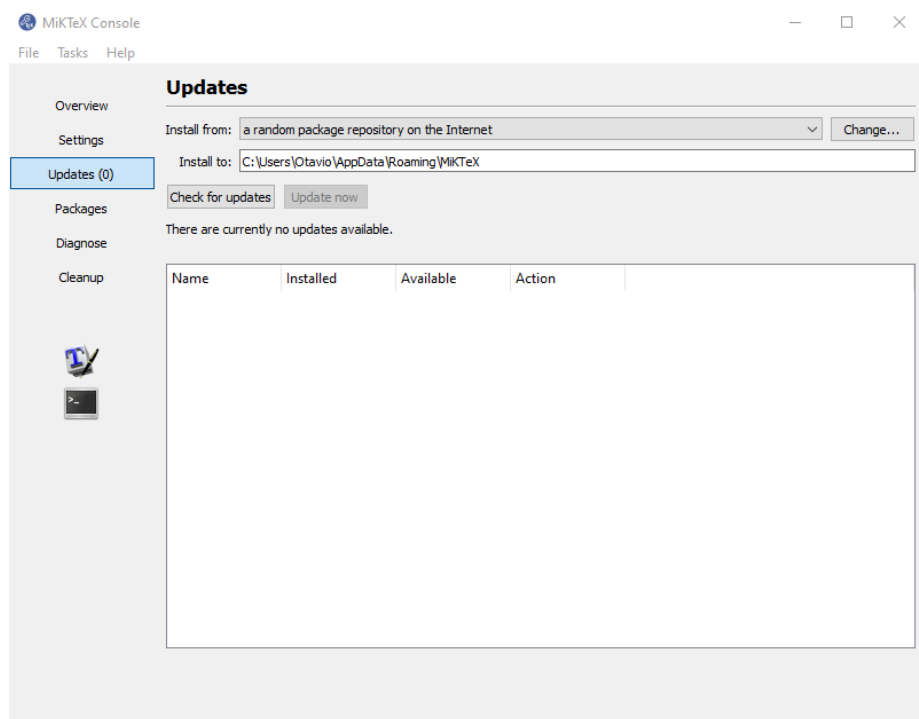 MiKTeX Console
File Tasks Help
Updates
Overview
Settings
Updates (0)
Packages
Diagnose
Cleanup
Install from: a random package repository on the Internet Change...
Install to: C:\Users\Otavio\AppData\Roaming\MiKTeX
Check for updates Update now
There are currently no updates available.
Name Installed Available Action